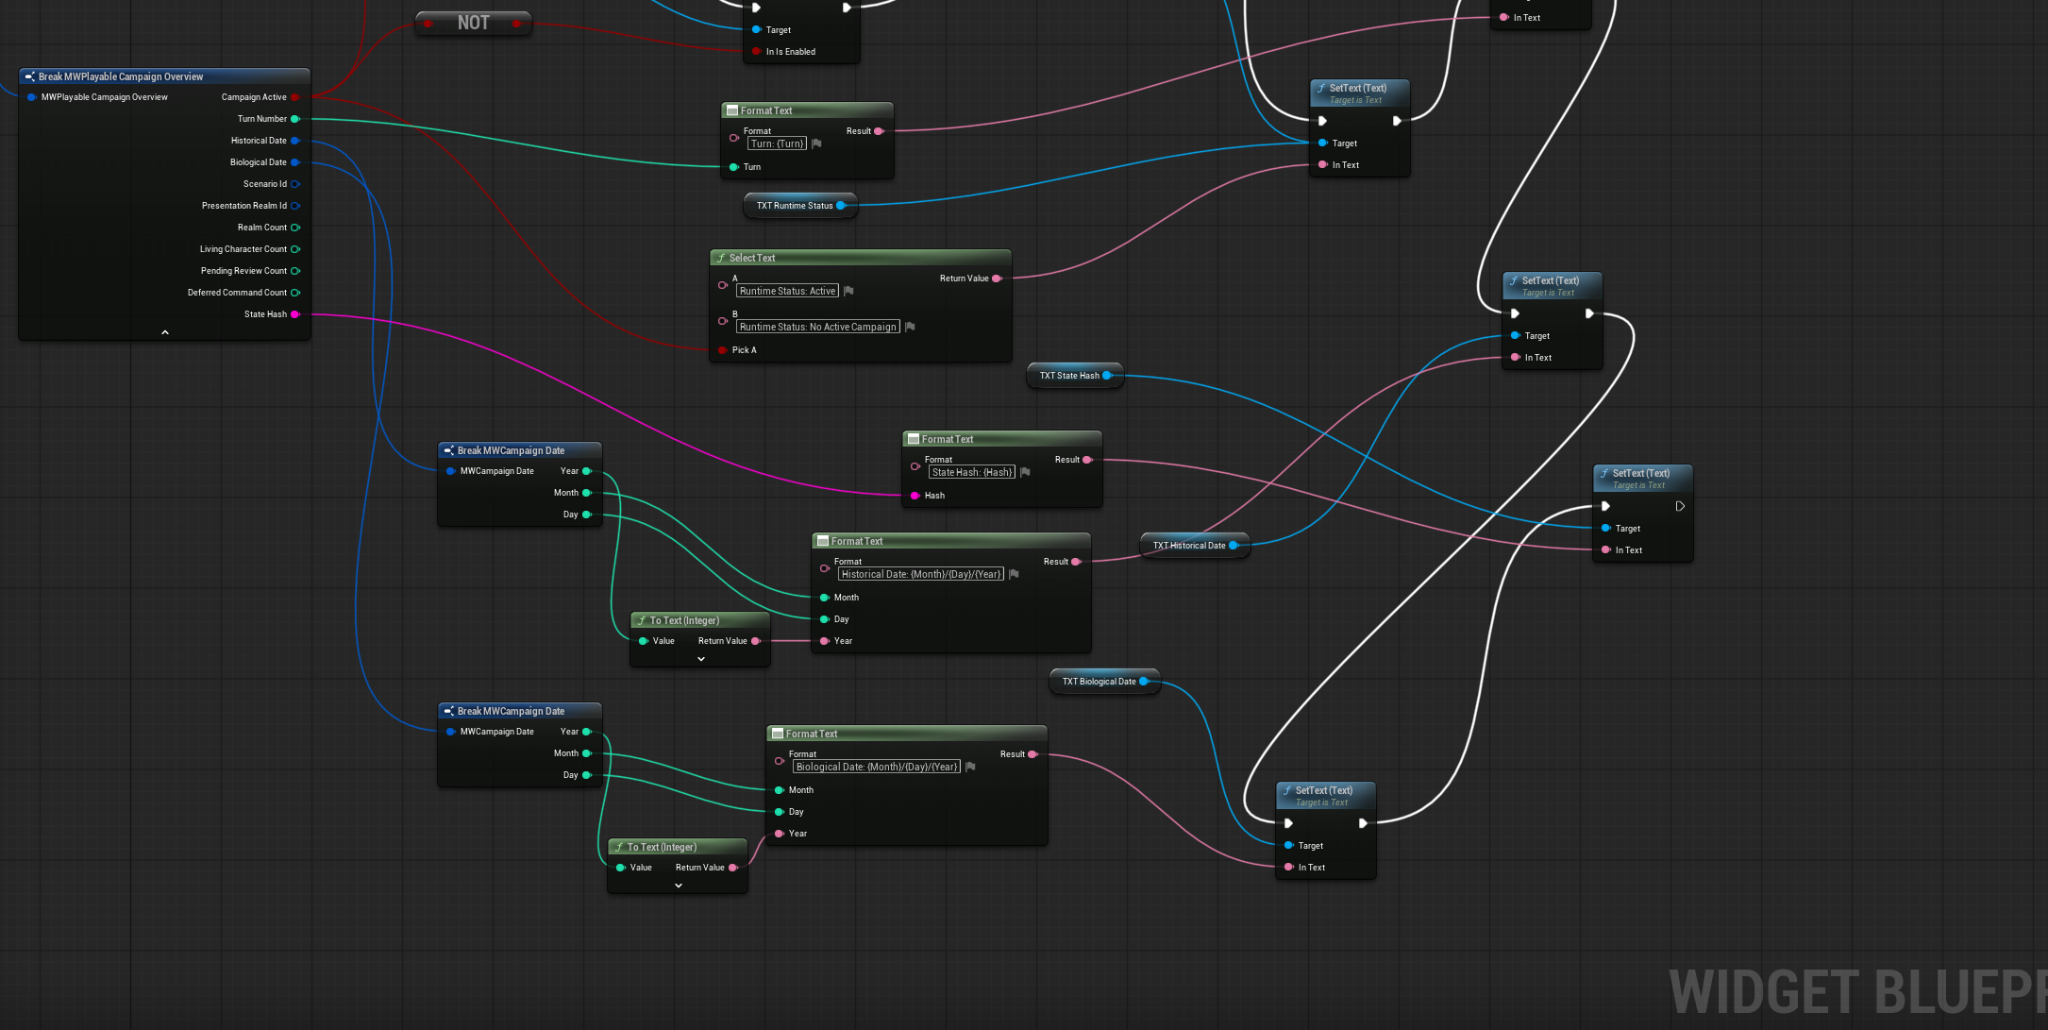 NOT
Target
In Is Enabled
In Text
Break MWPlayable Campaign Overview
MWPlayable Campaign Overview
Campaign Active
Turn Number
Historical Date
Biological Date
Scenario Id
Presentation Realm Id
Realm Count
Living Character Count
Pending Review Count
Deferred Command Count
State Hash
Format Text
Format
Turn: {Turn}
Result
Turn
TXT Runtime Status
SetText (Text)
Target is Text
Target
In Text
Select Text
A
Runtime Status: Active
Return Value
B
Runtime Status: No Active Campaign
Pick A
SetText (Text)
Target is Text
Target
In Text
TXT State Hash
Break MWCampaign Date
MWCampaign Date
Year
Month
Day
Format Text
Format
State Hash: {Hash}
Result
Hash
SetText (Text)
Target is Text
Target
In Text
Format Text
Format
Historical Date: {Month}/{Day}/{Year}
Result
Month
Day
Year
TXT Historical Date
To Text (Integer)
Value
Return Value
TXT Biological Date
Break MWCampaign Date
MWCampaign Date
Year
Month
Day
Format Text
Format
Biological Date: {Month}/{Day}/{Year}
Result
Month
Day
Year
SetText (Text)
Target is Text
Target
In Text
To Text (Integer)
Value
Return Value
WIDGET